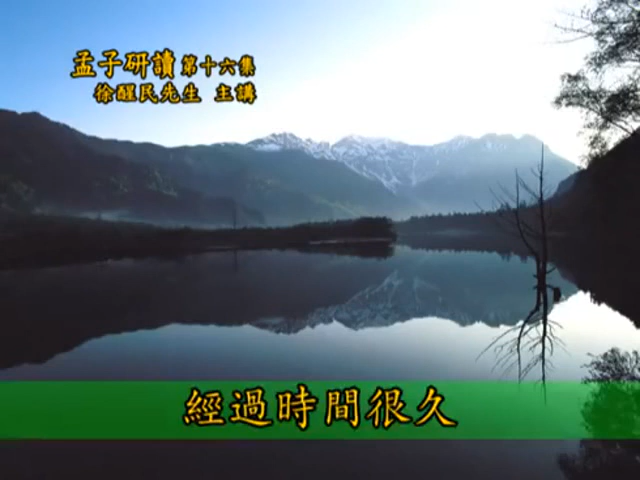 孟子研讀 第十六集
徐醒民先生 主講
經過時間很久